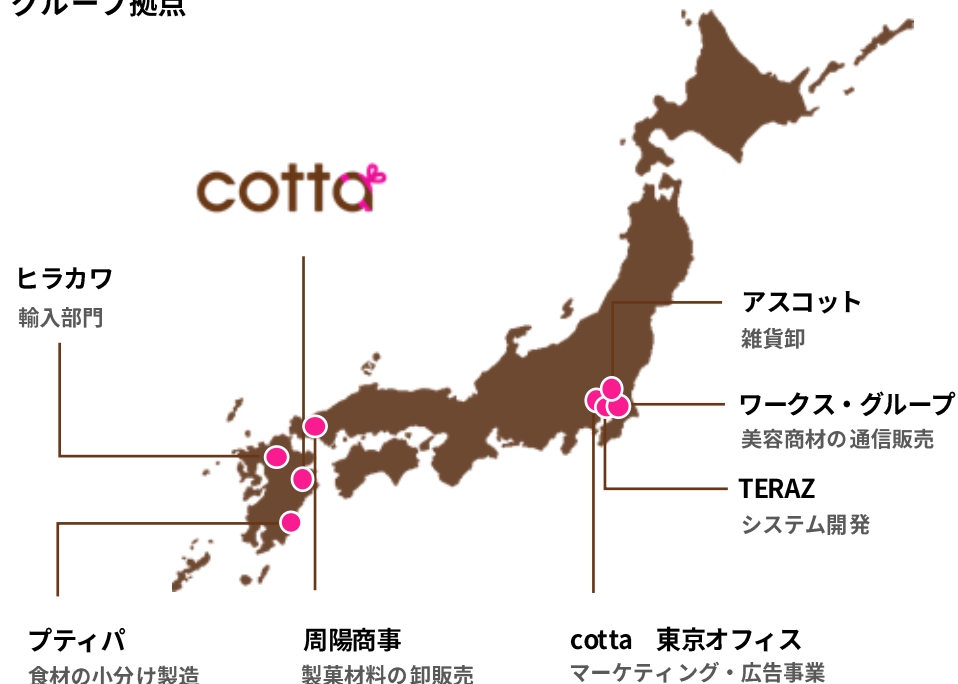 グループ拠点
cotta
ヒラカワ
輸入部門
アスコット
雑貨卸
ワークス・グループ
美容商材の通信販売
TERAZ
システム開発
プティパ
食材の小分け製造
周陽商事
製菓材料の卸販売
cotta　東京オフィス
マーケティング・広告事業